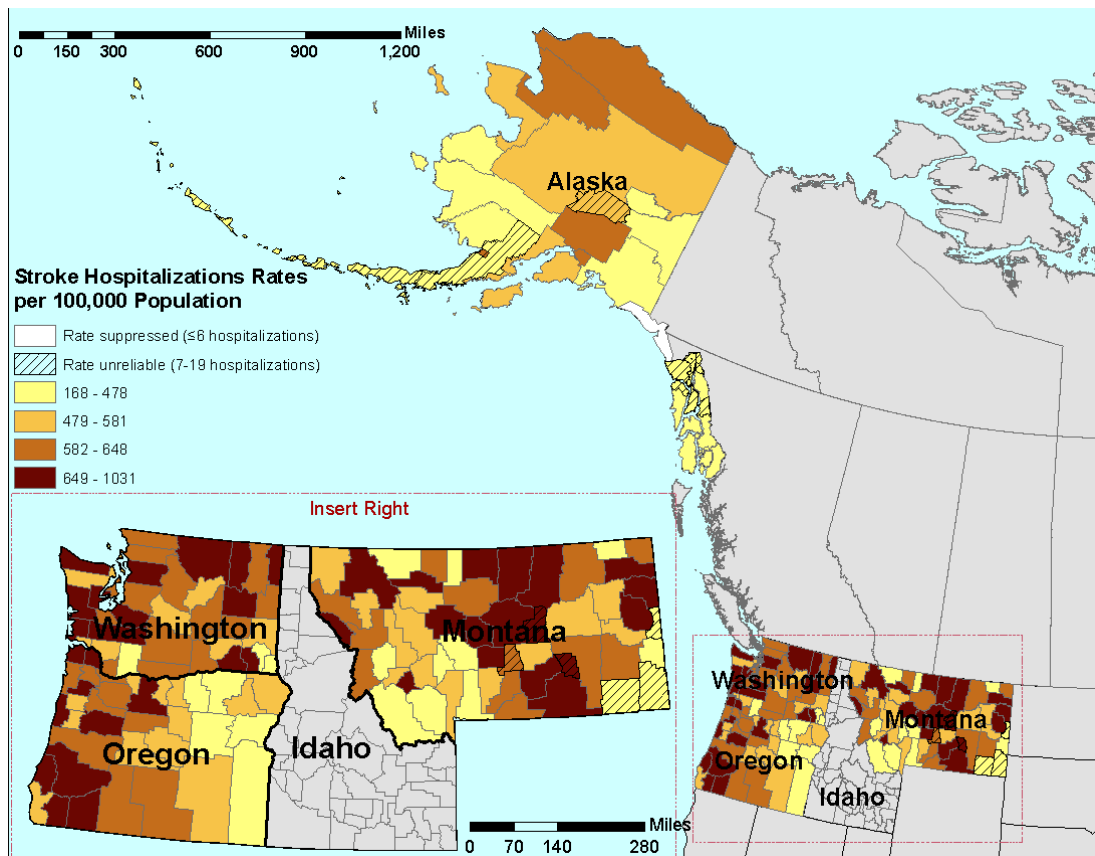 Miles
0 150 300 600 900 1,200
Alaska
Stroke Hospitalizations Rates
per 100,000 Population
Rate suppressed (≤6 hospitalizations)
Rate unreliable (7-19 hospitalizations)
168 - 478
479 - 581
582 - 648
649 - 1031
Insert Right
Washington
Montana
Oregon
Idaho
Miles
0 70 140 280
Washington
Montana
Oregon
Idaho